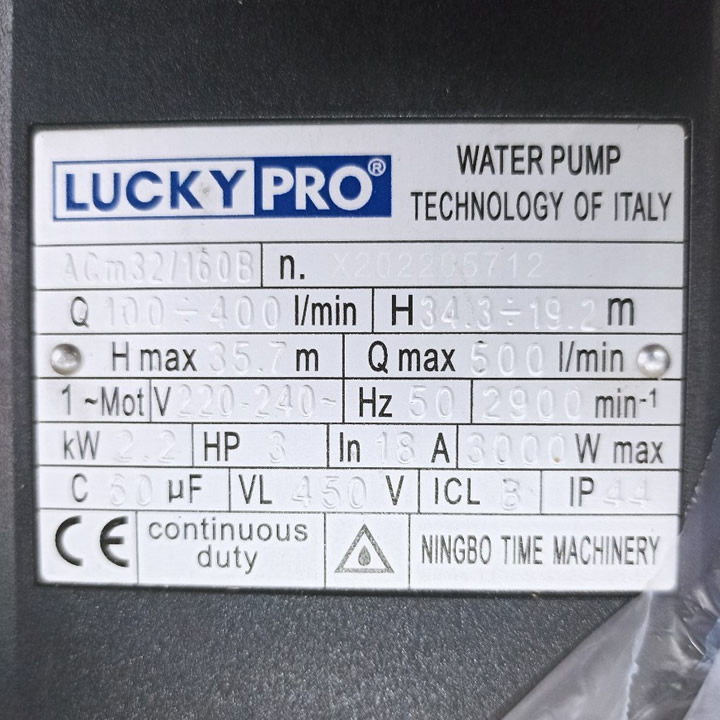 LUCKYPRO®
WATER PUMP
TECHNOLOGY OF ITALY
ACm32/160B n. X202205712
Q 100÷400 l/min H 34.3÷19.2 m
H max 35.7 m Q max 500 l/min
1~Mot V 220-240~ Hz 50 2900 min-¹
kW 2.2 HP 3 In 18 A 3000 W max
C 60 µF VL 450 V ICL B IP 44
CE continuous duty NINGBO TIME MACHINERY